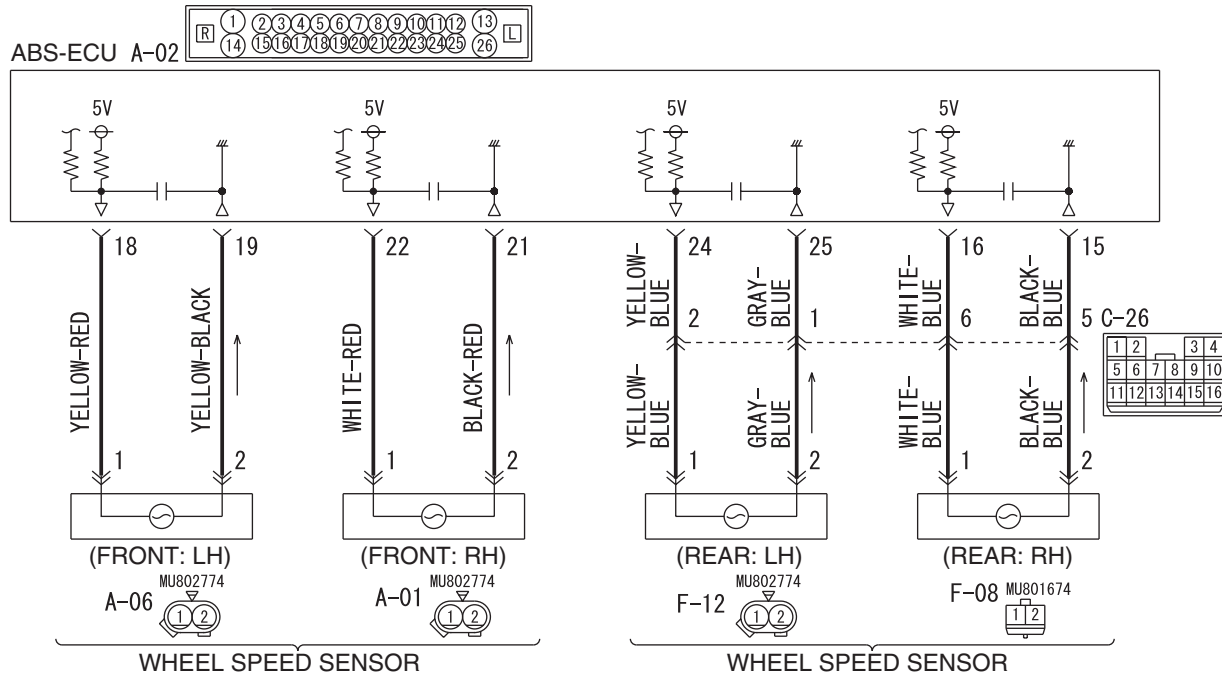 1 2 3 4 5 6 7 8 9 10 11 12 13
R L
14 15 16 17 18 19 20 21 22 23 24 25 26
ABS-ECU A-02
5V 5V 5V 5V
18 19 22 21 24 25 16 15
YELLOW-RED
YELLOW-BLACK
WHITE-RED
BLACK-RED
YELLOW-BLUE
GRAY-BLUE
WHITE-BLUE
BLACK-BLUE
2 1 6 5 C-26
1 2 3 4
5 6 7 8 9 10
11 12 13 14 15 16
YELLOW-BLUE
GRAY-BLUE
WHITE-BLUE
BLACK-BLUE
1 2 1 2 1 2 1 2
(FRONT: LH) (FRONT: RH) (REAR: LH) (REAR: RH)
A-06 MU802774 1 2
A-01 MU802774 1 2
F-12 MU802774 1 2
F-08 MU801674 1 2
WHEEL SPEED SENSOR WHEEL SPEED SENSOR